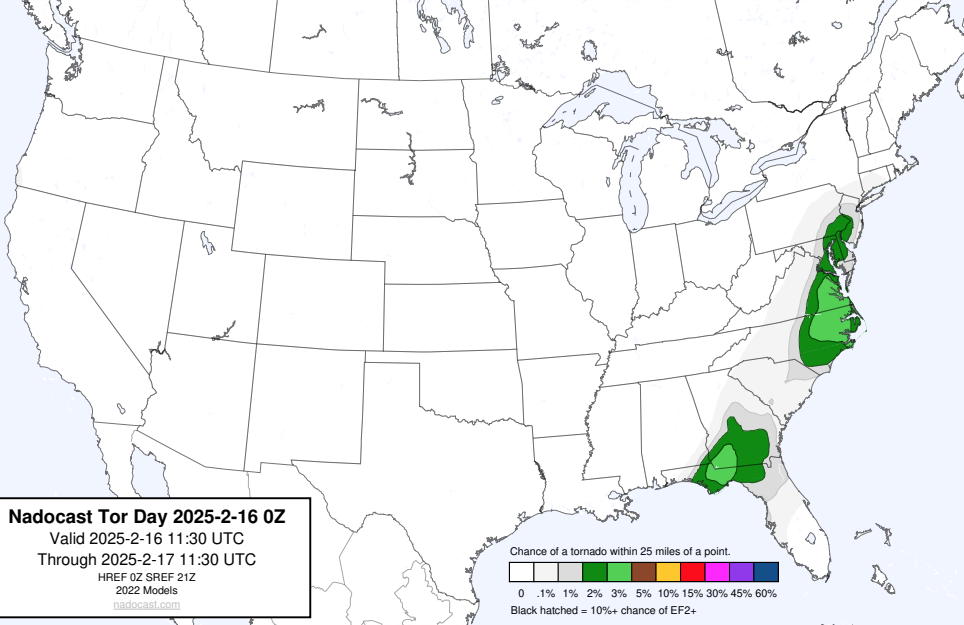 Nadocast Tor Day 2025-2-16 0Z
Valid 2025-2-16 11:30 UTC
Through 2025-2-17 11:30 UTC
HREF 0Z SREF 21Z
2022 Models
nadocast.com
Chance of a tornado within 25 miles of a point.
0 .1% 1% 2% 3% 5% 10% 15% 30% 45% 60%
Black hatched = 10%+ chance of EF2+